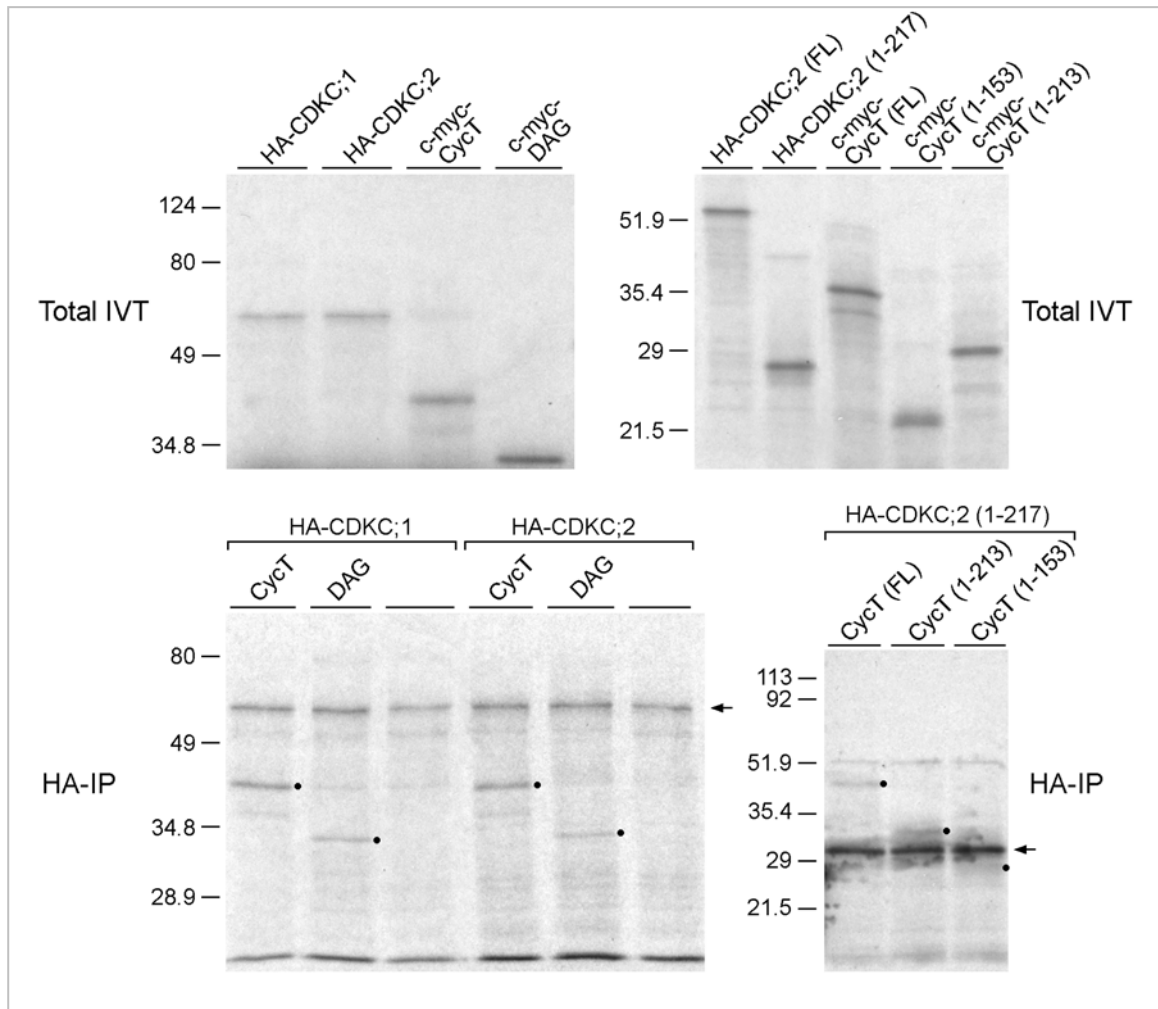 HA-CDKC;1
HA-CDKC;2
c-myc-
CycT
c-myc-
DAG
124
80
49
34.8
Total IVT
HA-CDKC;2 (FL)
HA-CDKC;2 (1-217)
c-myc-
CycT (FL)
c-myc-
CycT (1-153)
c-myc-
CycT (1-213)
51.9
35.4
29
21.5
Total IVT
HA-CDKC;1
HA-CDKC;2
CycT
DAG
CycT
DAG
80
49
34.8
28.9
HA-IP
HA-CDKC;2 (1-217)
CycT (FL)
CycT (1-213)
CycT (1-153)
113
92
51.9
35.4
29
21.5
HA-IP